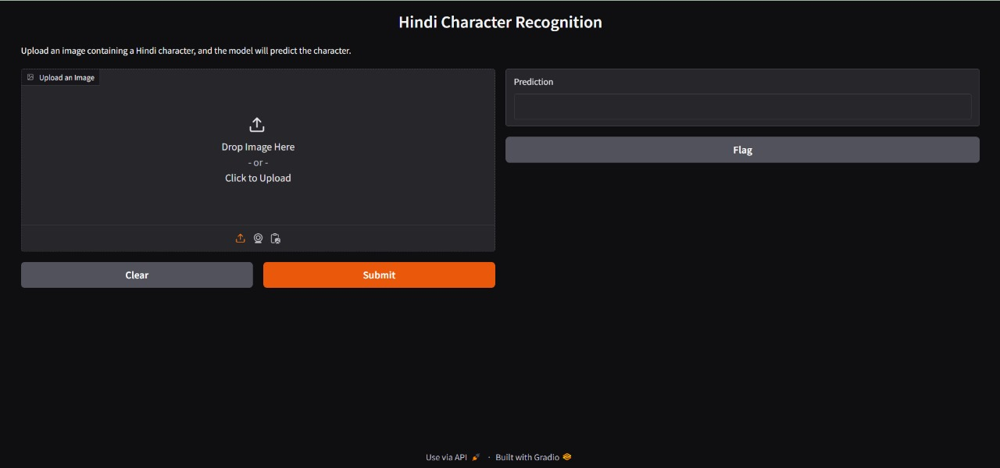 Hindi Character Recognition
Upload an image containing a Hindi character, and the model will predict the character.
Upload an Image
Drop Image Here
- or -
Click to Upload
Clear
Submit
Prediction
Flag
Use via API · Built with Gradio